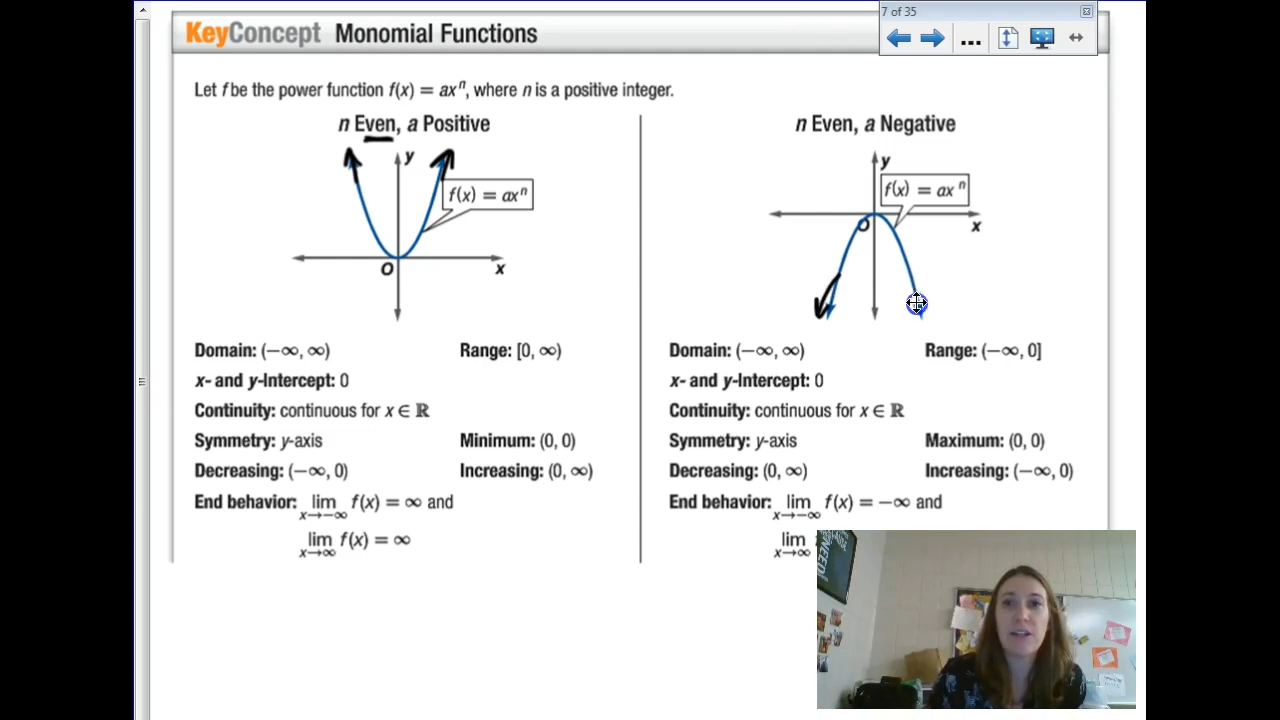 7 of 35
KeyConcept Monomial Functions
Let f be the power function f(x) = axⁿ, where n is a positive integer.
n Even, a Positive
y
f(x) = axⁿ
O
x
Domain: (−∞, ∞) Range: [0, ∞)
x- and y-Intercept: 0
Continuity: continuous for x ∈ ℝ
Symmetry: y-axis Minimum: (0, 0)
Decreasing: (−∞, 0) Increasing: (0, ∞)
End behavior: lim f(x) = ∞ and
x→−∞
lim f(x) = ∞
x→∞
n Even, a Negative
y
f(x) = ax ⁿ
O
x
Domain: (−∞, ∞) Range: (−∞, 0]
x- and y-Intercept: 0
Continuity: continuous for x ∈ ℝ
Symmetry: y-axis Maximum: (0, 0)
Decreasing: (0, ∞) Increasing: (−∞, 0)
End behavior: lim f(x) = −∞ and
x→−∞
lim
x→∞